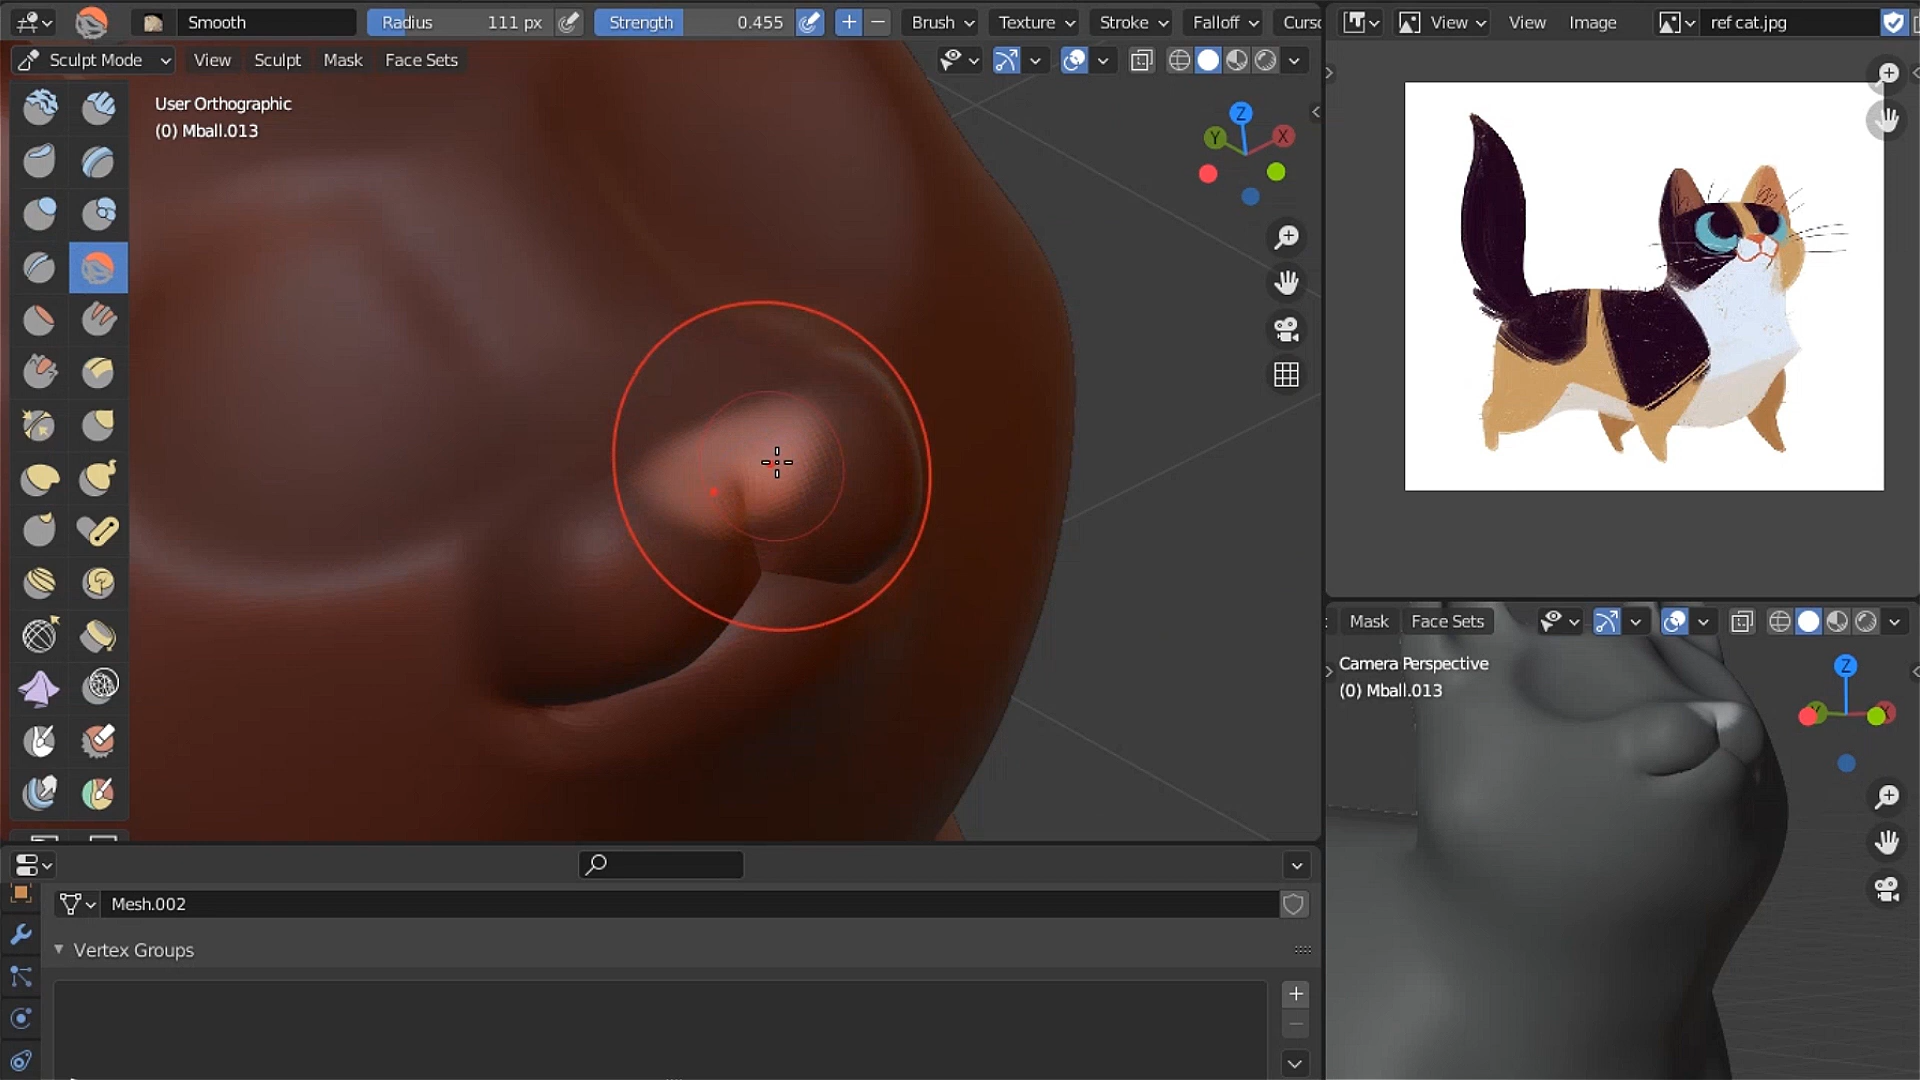 Smooth
Radius 111 px
Strength 0.455
Brush
Texture
Stroke
Falloff
Curso
Sculpt Mode
View
Sculpt
Mask
Face Sets
User Orthographic
(0) Mball.013
Z
Y
X
View
View
Image
ref cat.jpg
Mask
Face Sets
Camera Perspective
(0) Mball.013
Z
Y
X
Mesh.002
Vertex Groups